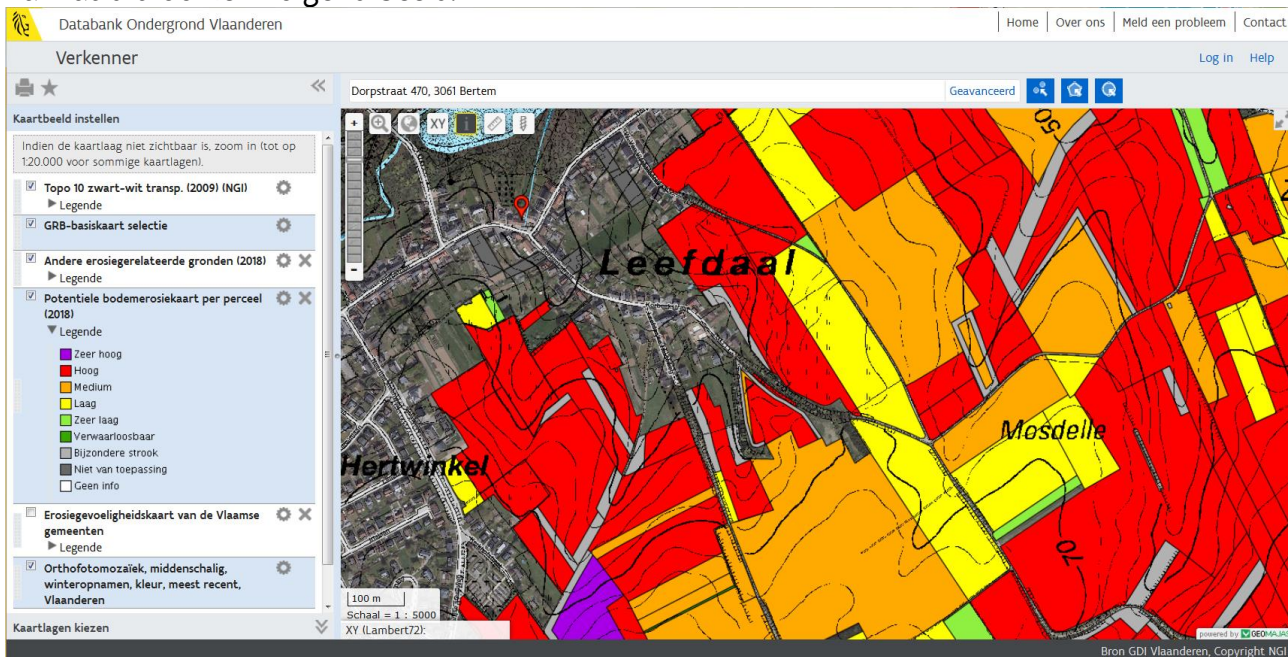 Databank Ondergrond Vlaanderen
Home
Over ons
Meld een probleem
Contact
Verkenner
Log in
Help
Dorpstraat 470, 3061 Bertem
Geavanceerd
Kaartbeeld instellen
Indien de kaartlaag niet zichtbaar is, zoom in (tot op
1:20.000 voor sommige kaartlagen).
Topo 10 zwart-wit transp. (2009) (NGI)
Legende
GRB-basiskaart selectie
Andere erosiegerelateerde gronden (2018)
Legende
Potentiele bodemerosiekaart per perceel
(2018)
Legende
Zeer hoog
Hoog
Medium
Laag
Zeer laag
Verwaarloosbaar
Bijzondere strook
Niet van toepassing
Geen info
Erosiegevoeligheidskaart van de Vlaamse
gemeenten
Legende
Orthofotomozaïek, middenschalig,
winteropnamen, kleur, meest recent,
Vlaanderen
Kaartlagen kiezen
XY
50
Leefdaal
Mosdelle
Hertwinkel
70
100 m
Schaal = 1 : 5000
XY (Lambert72):
powered by GEOMAJAS
Bron GDI Vlaanderen, Copyright NGI